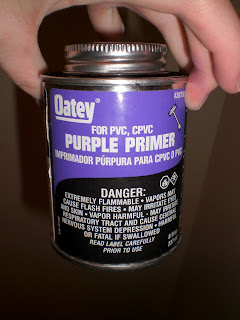 Oatey
FOR PVC, CPVC
PURPLE PRIMER
IMPRIMADOR PÚRPURA PARA CPVC O PVC
DANGER:
EXTREMELY FLAMMABLE • VAPORS MAY
CAUSE FLASH FIRES • MAY IRRITATE EYES
AND SKIN • VAPOR HARMFUL - MAY
RESPIRATORY TRACT AND CAUSE CENTRAL
NERVOUS SYSTEM DEPRESSION • HARMFUL
OR FATAL IF SWALLOWED
READ LABEL CAREFULLY
PRIOR TO USE